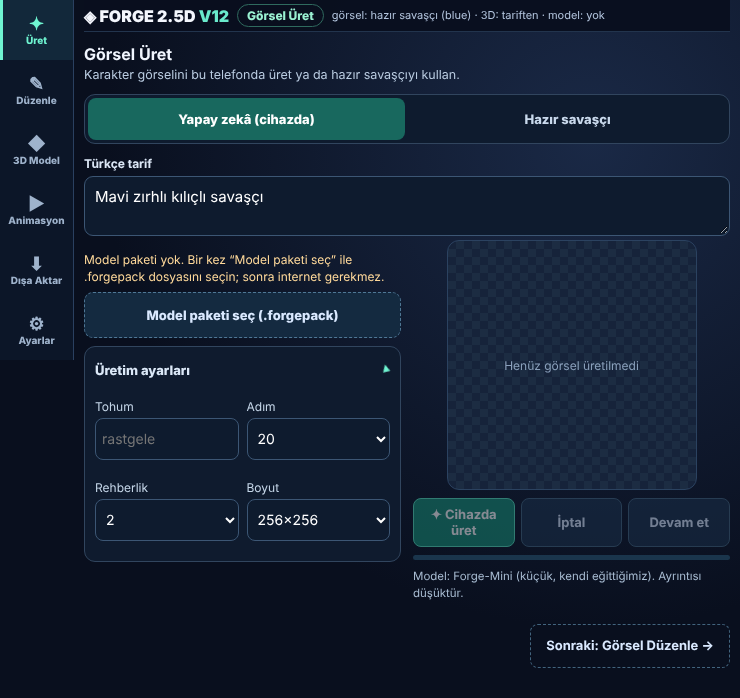 ◈ FORGE 2.5D V12
Görsel Üret
görsel: hazır savaşçı (blue) · 3D: tariften · model: yok
Üret
Düzenle
3D Model
Animasyon
Dışa Aktar
Ayarlar
Görsel Üret
Karakter görselini bu telefonda üret ya da hazır savaşçıyı kullan.
Yapay zekâ (cihazda)
Hazır savaşçı
Türkçe tarif
Mavi zırhlı kılıçlı savaşçı
Model paketi yok. Bir kez “Model paketi seç” ile
.forgepack dosyasını seçin; sonra internet gerekmez.
Model paketi seç (.forgepack)
Üretim ayarları
Tohum
Adım
rastgele
20
Rehberlik
Boyut
2
256×256
Henüz görsel üretilmedi
✦ Cihazda
üret
İptal
Devam et
Model: Forge-Mini (küçük, kendi eğittiğimiz). Ayrıntısı
düşüktür.
Sonraki: Görsel Düzenle →